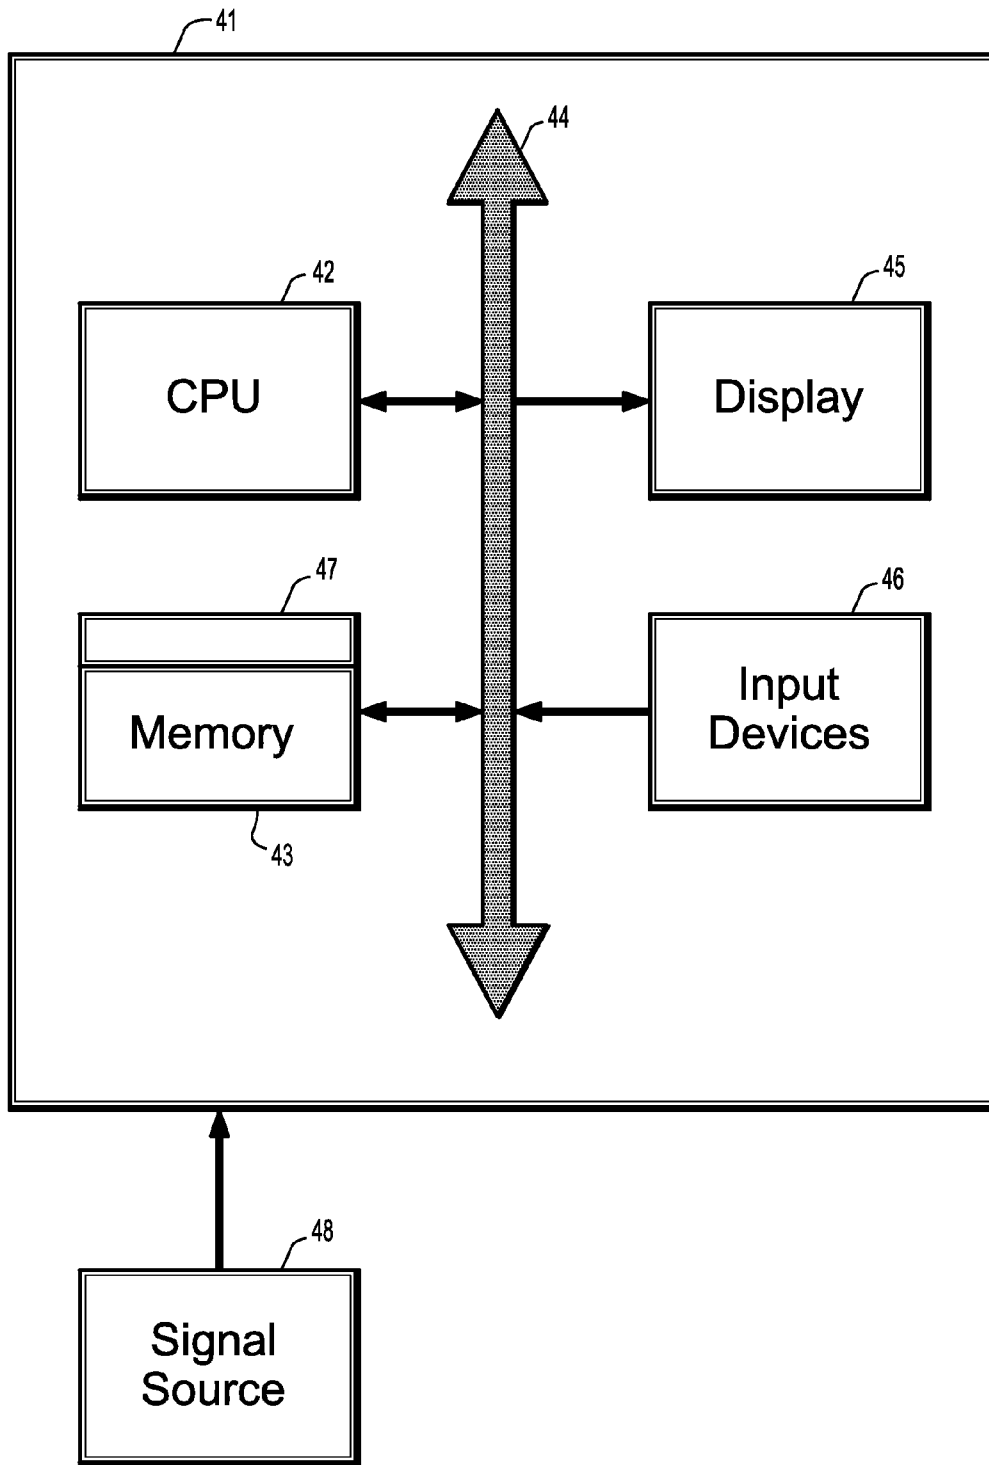 41
44
42
CPU
45
Display
47
Memory
43
46
Input
Devices
48
Signal
Source